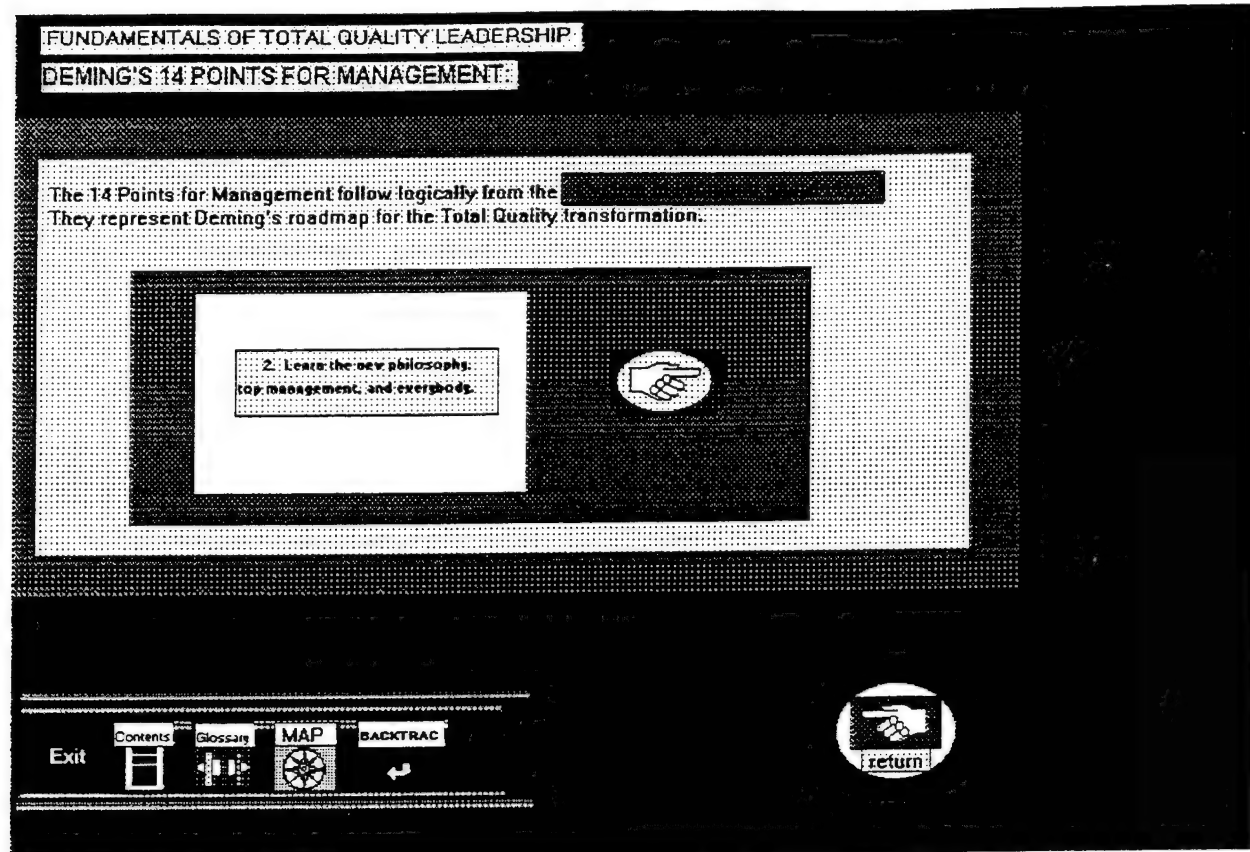 FUNDAMENTALS OF TOTAL QUALITY LEADERSHIP
DEMING'S 14 POINTS FOR MANAGEMENT:
The 14 Points for Management follow logically from the
They represent Deming's roadmap for the Total Quality transformation.
2. Learn the new philosophy,
top management, and everybody.
Exit
Contents
Glossary
MAP
BACKTRAC
return